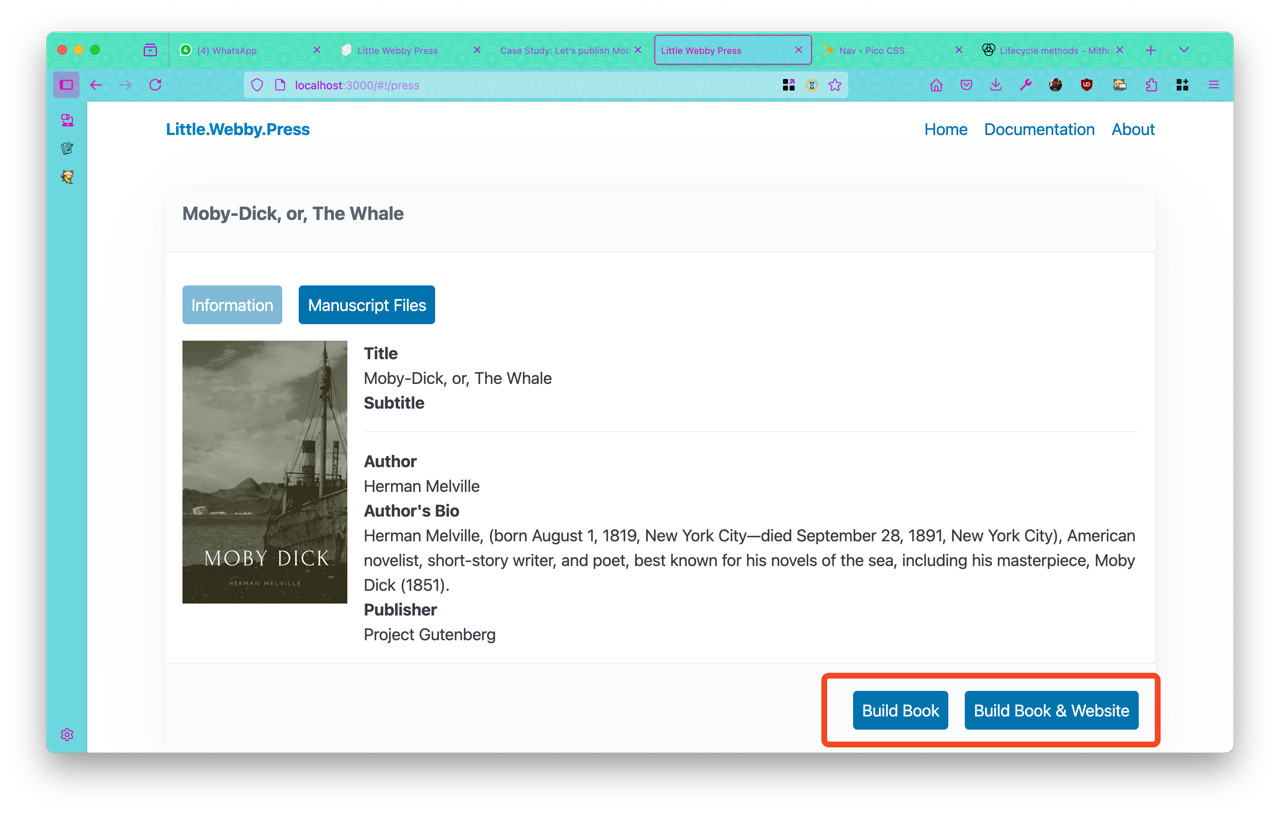 (4) WhatsApp
Little Webby Press
Case Study: Let's publish Mol
Little Webby Press
Nav • Pico CSS
Lifecycle methods - Mithr
localhost:3000/#!/press
Little.Webby.Press
Home Documentation About
Moby-Dick, or, The Whale
Information Manuscript Files
Title
Moby-Dick, or, The Whale
Subtitle
Author
Herman Melville
Author's Bio
Herman Melville, (born August 1, 1819, New York City—died September 28, 1891, New York City), American
novelist, short-story writer, and poet, best known for his novels of the sea, including his masterpiece, Moby
Dick (1851).
Publisher
Project Gutenberg
MOBY DICK
HERMAN MELVILLE
Build Book Build Book & Website